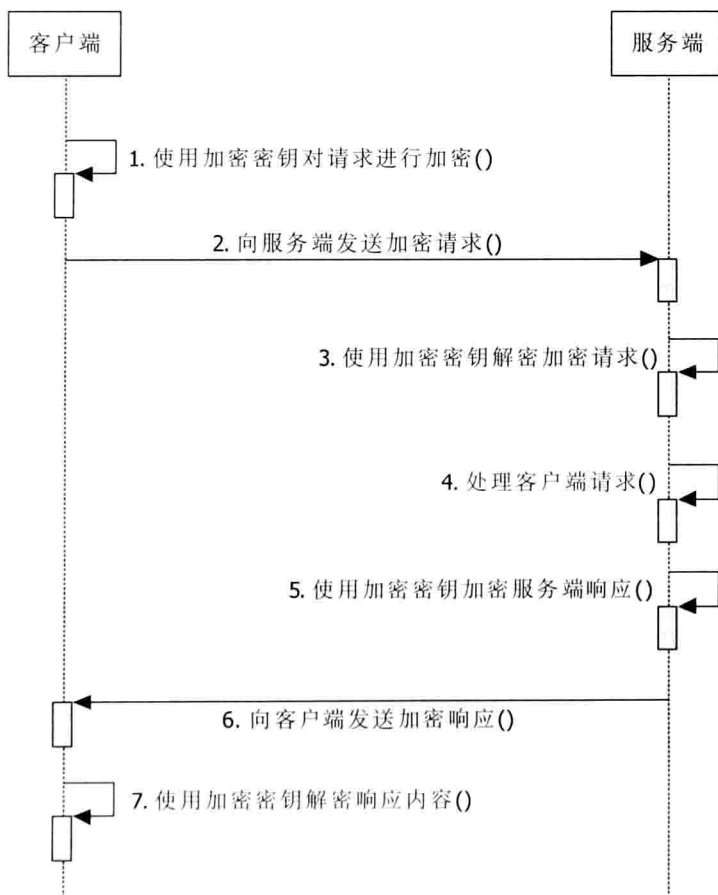 客户端
服务端
1. 使用加密密钥对请求进行加密()
2. 向服务端发送加密请求()
3. 使用加密密钥解密加密请求()
4. 处理客户端请求()
5. 使用加密密钥加密服务端响应()
6. 向客户端发送加密响应()
7. 使用加密密钥解密响应内容()